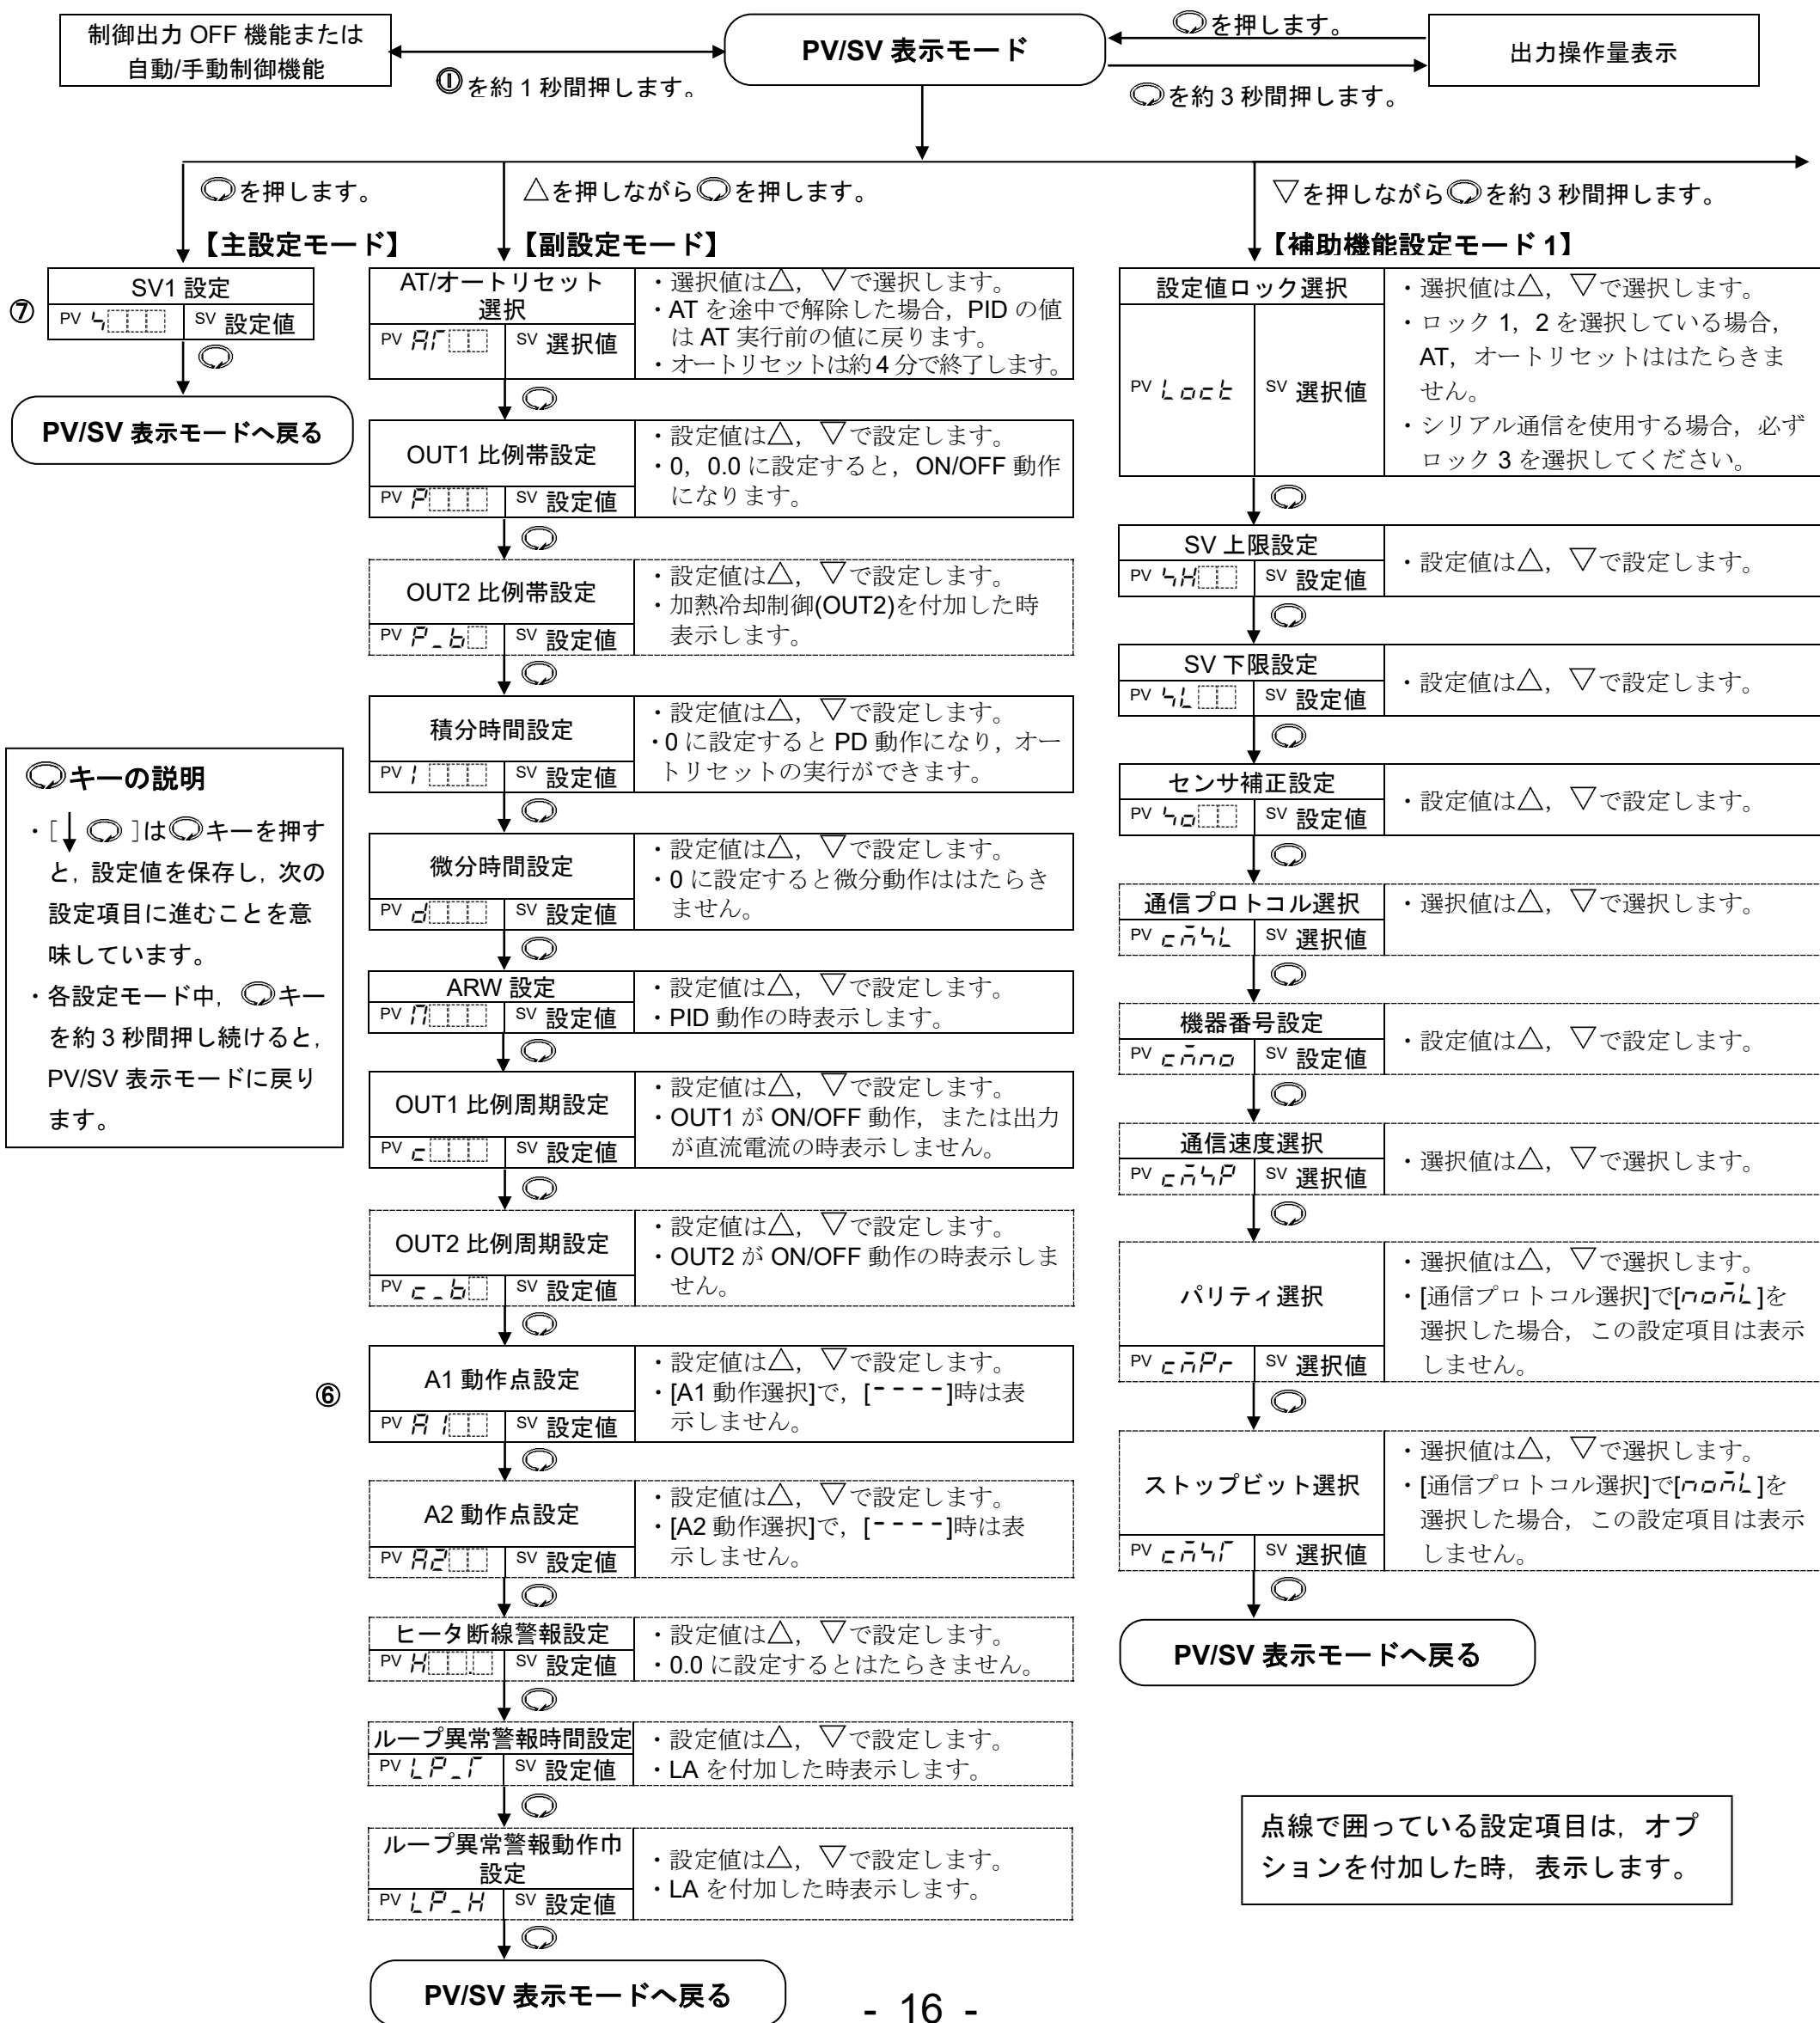 制御出力 OFF 機能または
自動/手動制御機能
PV/SV 表示モード
を押します。
出力操作量表示
を約 1 秒間押します。
を約 3 秒間押します。
を押します。
【主設定モード】
⑦
SV1 設定
PV SV 設定値
PV/SV 表示モードへ戻る
キーの説明
・[↓ ]はキーを押す
と，設定値を保存し，次の
設定項目に進むことを意
味しています。
・各設定モード中，キー
を約 3 秒間押し続けると，
PV/SV 表示モードに戻り
ます。
△を押しながらを押します。
【副設定モード】
AT/オートリセット
選択
PV AT SV 選択値
・選択値は△，▽で選択します。
・AT を途中で解除した場合，PID の値
は AT 実行前の値に戻ります。
・オートリセットは約 4 分で終了します。
OUT1 比例帯設定
PV P SV 設定値
・設定値は△，▽で設定します。
・0，0.0 に設定すると，ON/OFF 動作
になります。
OUT2 比例帯設定
PV P_b SV 設定値
・設定値は△，▽で設定します。
・加熱冷却制御(OUT2)を付加した時
表示します。
積分時間設定
PV I SV 設定値
・設定値は△，▽で設定します。
・0 に設定すると PD 動作になり，オー
トリセットの実行ができます。
微分時間設定
PV d SV 設定値
・設定値は△，▽で設定します。
・0 に設定すると微分動作ははたらき
ません。
ARW 設定
PV SV 設定値
・設定値は△，▽で設定します。
・PID 動作の時表示します。
OUT1 比例周期設定
PV c SV 設定値
・設定値は△，▽で設定します。
・OUT1 が ON/OFF 動作，または出力
が直流電流の時表示しません。
OUT2 比例周期設定
PV c_b SV 設定値
・設定値は△，▽で設定します。
・OUT2 が ON/OFF 動作の時表示しま
せん。
⑥
A1 動作点設定
PV A1 SV 設定値
・設定値は△，▽で設定します。
・[A1 動作選択]で，[----]時は表
示しません。
A2 動作点設定
PV A2 SV 設定値
・設定値は△，▽で設定します。
・[A2 動作選択]で，[----]時は表
示しません。
ヒータ断線警報設定
PV H SV 設定値
・設定値は△，▽で設定します。
・0.0 に設定するとはたらきません。
ループ異常警報時間設定
PV LP_T SV 設定値
・設定値は△，▽で設定します。
・LA を付加した時表示します。
ループ異常警報動作巾
設定
PV LP_H SV 設定値
・設定値は△，▽で設定します。
・LA を付加した時表示します。
PV/SV 表示モードへ戻る
▽を押しながらを約 3 秒間押します。
【補助機能設定モード 1】
設定値ロック選択
PV Lock SV 選択値
・選択値は△，▽で選択します。
・ロック 1，2 を選択している場合，
AT，オートリセットははたらきま
せん。
・シリアル通信を使用する場合，必ず
ロック 3 を選択してください。
SV 上限設定
PV sH SV 設定値
・設定値は△，▽で設定します。
SV 下限設定
PV sL SV 設定値
・設定値は△，▽で設定します。
センサ補正設定
PV so SV 設定値
・設定値は△，▽で設定します。
通信プロトコル選択
PV cmsL SV 選択値
・選択値は△，▽で選択します。
機器番号設定
PV cmno SV 設定値
・設定値は△，▽で設定します。
通信速度選択
PV cmsP SV 選択値
・選択値は△，▽で選択します。
パリティ選択
PV cmPr SV 選択値
・選択値は△，▽で選択します。
・[通信プロトコル選択]で[nomL]を
選択した場合，この設定項目は表示
しません。
ストップビット選択
PV cmsT SV 選択値
・選択値は△，▽で選択します。
・[通信プロトコル選択]で[nomL]を
選択した場合，この設定項目は表示
しません。
PV/SV 表示モードへ戻る
点線で囲っている設定項目は，オプ
ションを付加した時，表示します。
- 16 -